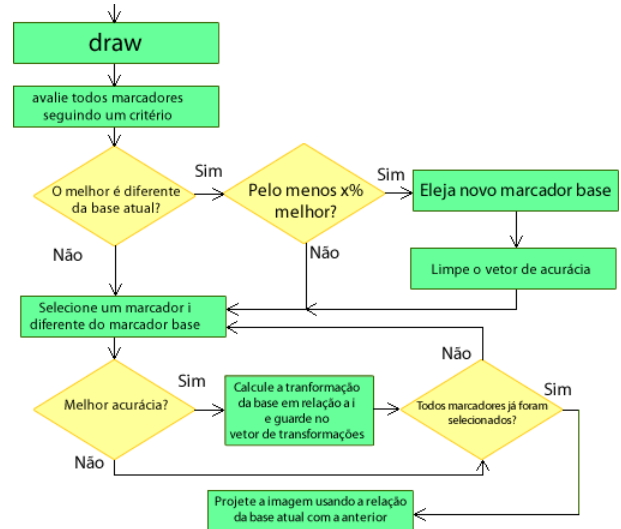 draw
avalie todos marcadores
seguindo um critério
O melhor é diferente
da base atual?
Sim
Pelo menos x%
melhor?
Sim
Eleja novo marcador base
Não
Não
Limpe o vetor de acurácia
Selecione um marcador i
diferente do marcador base
Não
Melhor acurácia?
Sim
Calcule a tranformação
da base em relação a i
e guarde no
vetor de transformações
Todos marcadores já foram
selecionados?
Sim
Não
Projete a imagem usando a relação
da base atual com a anterior